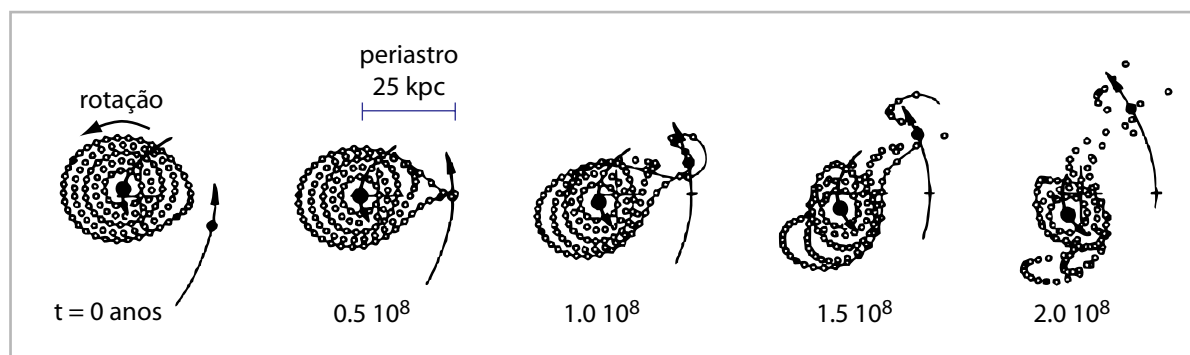 periastro
25 kpc
rotação
t = 0 anos
0.5 10⁸
1.0 10⁸
1.5 10⁸
2.0 10⁸